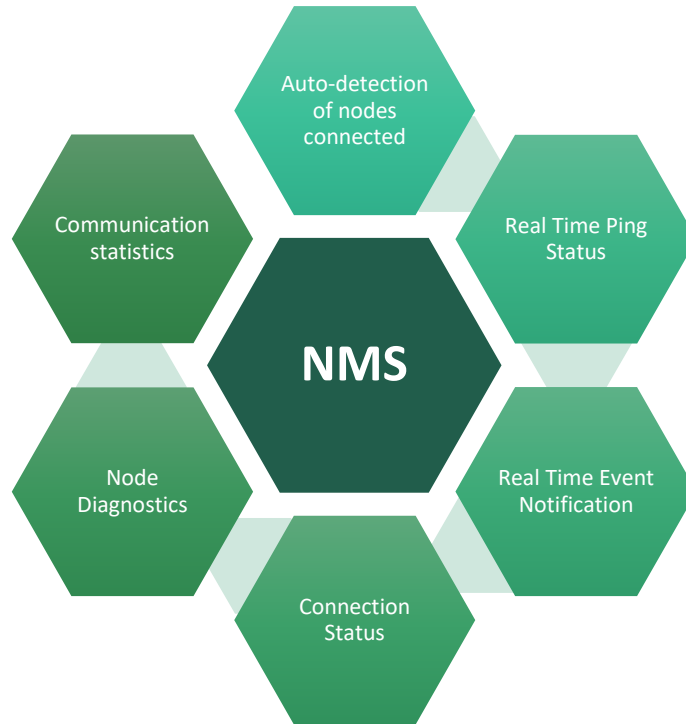 Auto-detection
of nodes
connected
Communication
statistics
Real Time Ping
Status
NMS
Node
Diagnostics
Real Time Event
Notification
Connection
Status